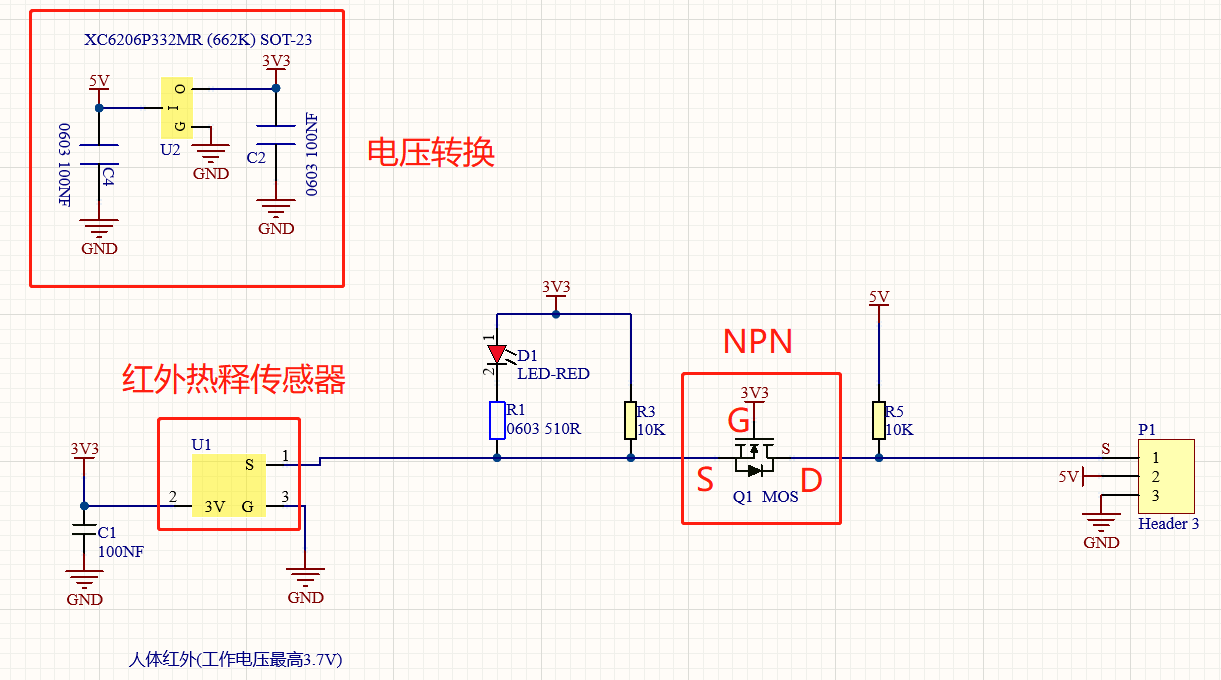 XC6206P332MR (662K) SOT-23
5V
3V3
O
I
G
U2
GND
C4
0603 100NF
GND
C2
0603 100NF
GND
电压转换
红外热释传感器
3V3
U1
S
1
2
3V
G
3
C1
100NF
GND
GND
人体红外(工作电压最高3.7V)
3V3
1
D1
2
LED-RED
R1
0603 510R
R3
10K
NPN
3V3
G
S
D
Q1
MOS
5V
R5
10K
P1
S
1
5V
2
3
Header 3
GND